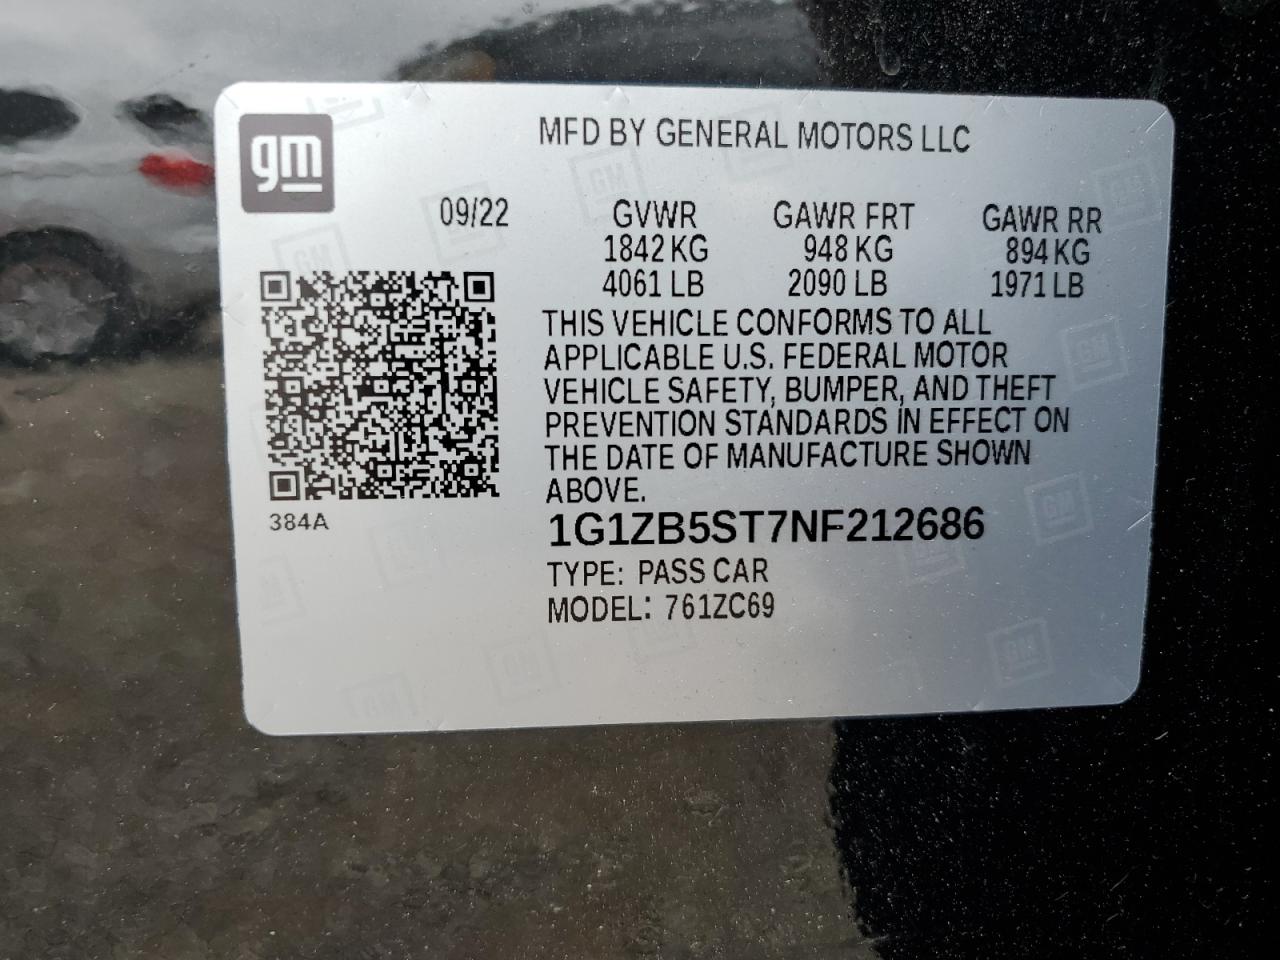 gm
MFD BY GENERAL MOTORS LLC
09/22
GVWR GAWR FRT GAWR RR
1842 KG 948 KG 894 KG
4061 LB 2090 LB 1971 LB
THIS VEHICLE CONFORMS TO ALL
APPLICABLE U.S. FEDERAL MOTOR
VEHICLE SAFETY, BUMPER, AND THEFT
PREVENTION STANDARDS IN EFFECT ON
THE DATE OF MANUFACTURE SHOWN
ABOVE.
384A
1G1ZB5ST7NF212686
TYPE: PASS CAR
MODEL: 761ZC69